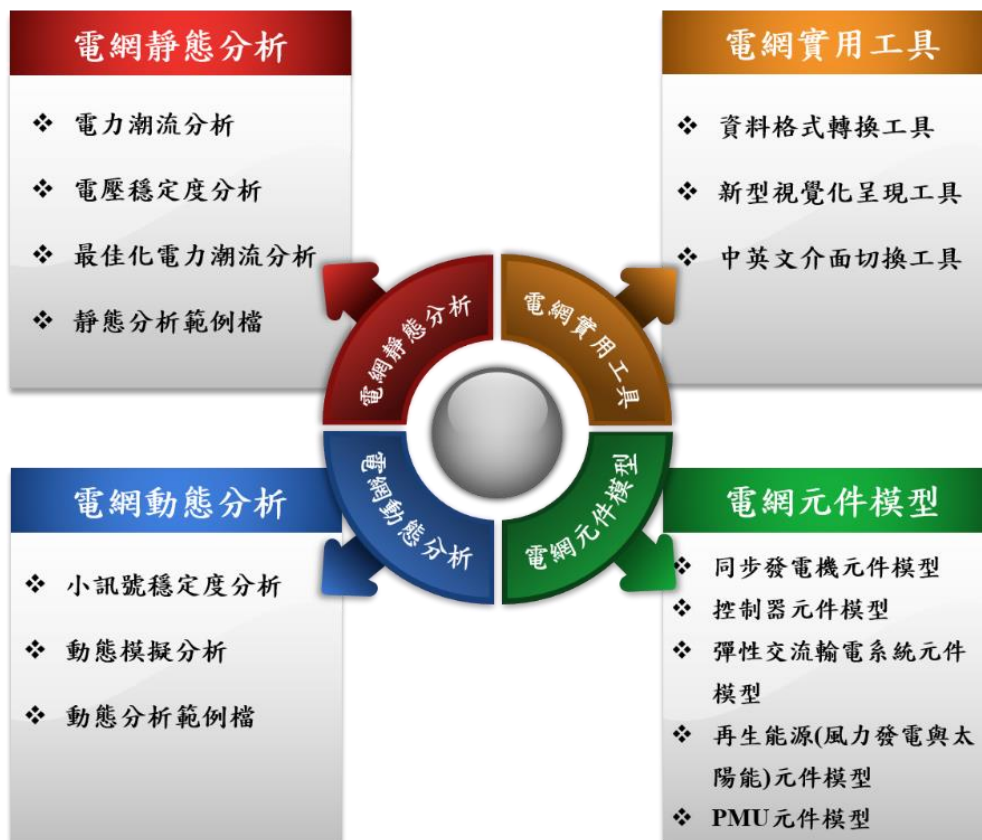 電網靜態分析
❖ 電力潮流分析
❖ 電壓穩定度分析
❖ 最佳化電力潮流分析
❖ 靜態分析範例檔
電網實用工具
❖ 資料格式轉換工具
❖ 新型視覺化呈現工具
❖ 中英文介面切換工具
電網靜態分析
電網實用工具
電網動態分析
電網元件模型
電網動態分析
❖ 小訊號穩定度分析
❖ 動態模擬分析
❖ 動態分析範例檔
電網元件模型
❖ 同步發電機元件模型
❖ 控制器元件模型
❖ 彈性交流輸電系統元件
模型
❖ 再生能源(風力發電與太
陽能)元件模型
❖ PMU元件模型